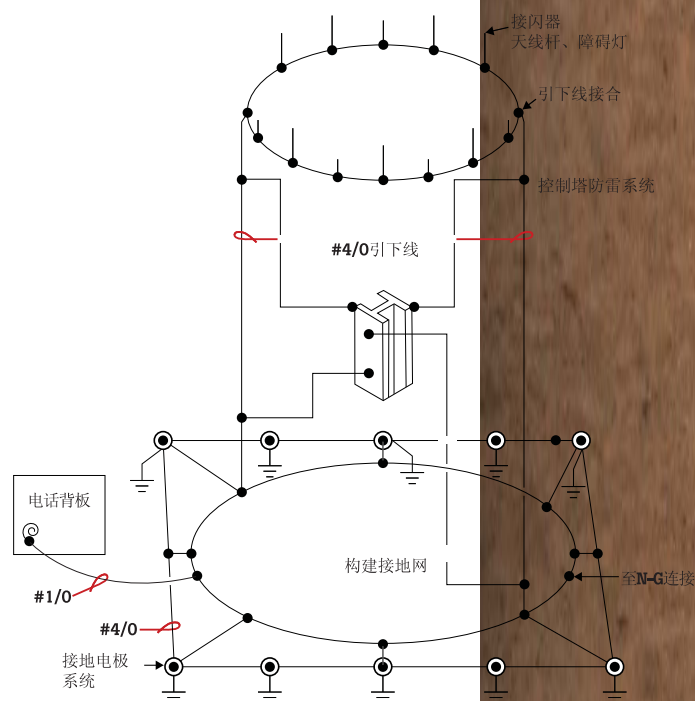 接闪器
天线杆、障碍灯
引下线接合
控制塔防雷系统
#4/0引下线
电话背板
构建接地网
至N-G连接
#1/0
#4/0
接地电极
系统